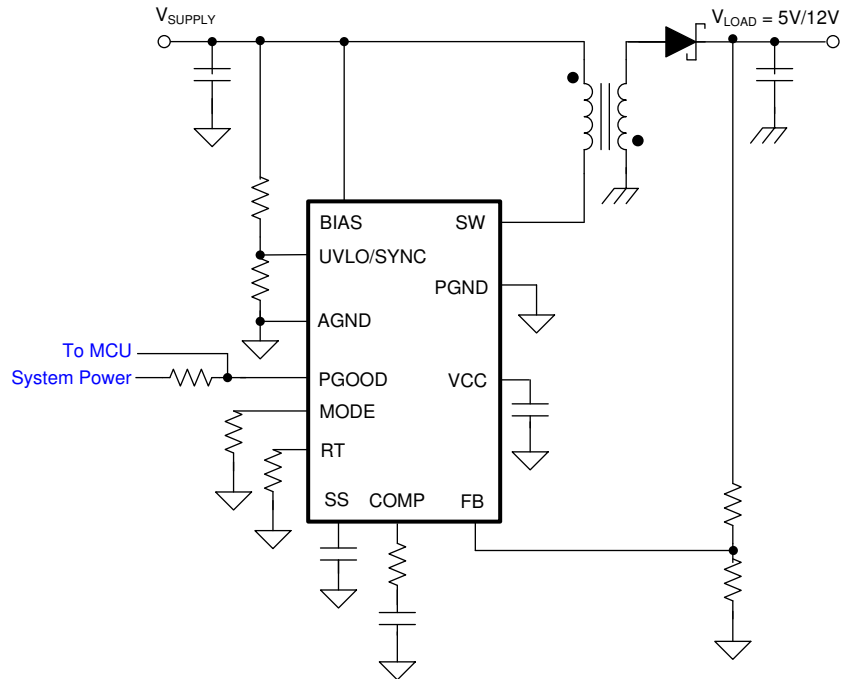 VSUPPLY
VLOAD = 5V/12V
BIAS
SW
UVLO/SYNC
PGND
AGND
To MCU
System Power
PGOOD
VCC
MODE
RT
SS
COMP
FB